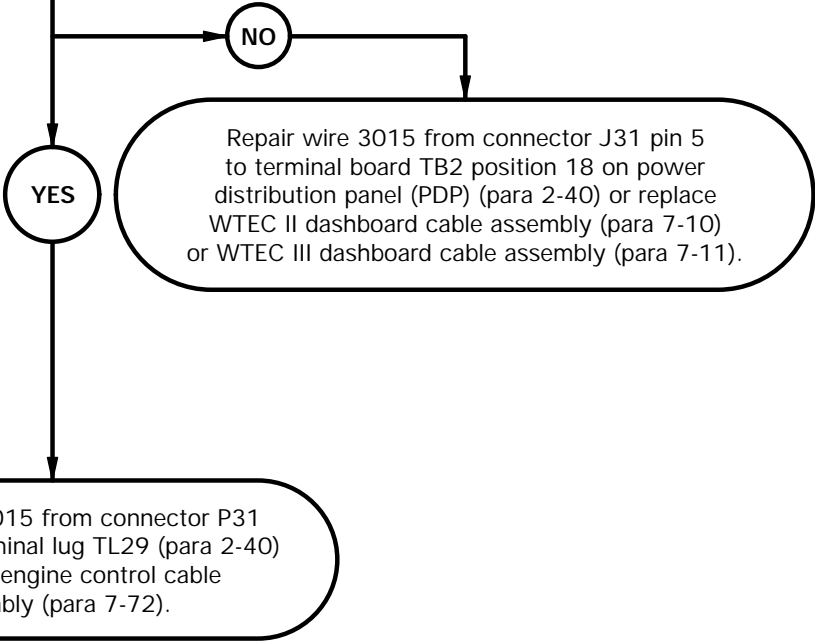 NO
Repair wire 3015 from connector J31 pin 5
to terminal board TB2 position 18 on power
distribution panel (PDP) (para 2-40) or replace
WTEC II dashboard cable assembly (para 7-10)
or WTEC III dashboard cable assembly (para 7-11).
YES
from connector P31
lug TL29 (para 2-40)
engine control cable
(para 7-72).